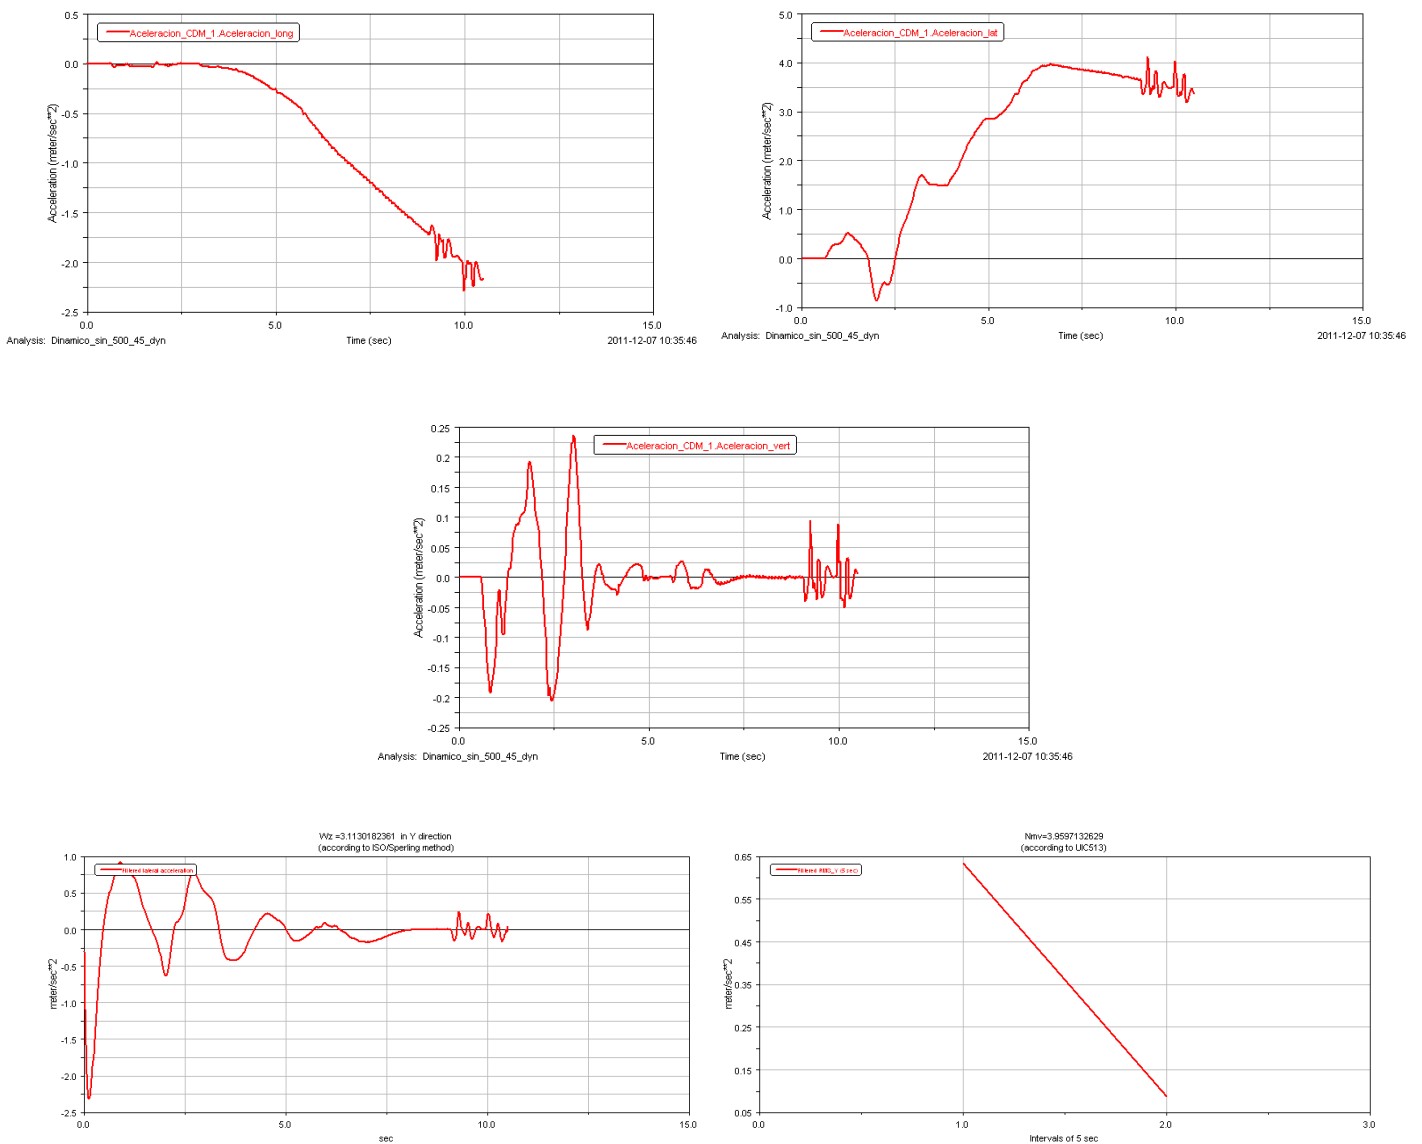 0.5
Aceleracion_CDM_1.Aceleracion_long
0.0
-0.5
-1.0
-1.5
-2.0
-2.5
Acceleration (meter/sec**2)
0.0 5.0 10.0 15.0
Analysis: Dinamico_sin_500_45_dyn Time (sec) 2011-12-07 10:35:46
5.0
Aceleracion_CDM_1.Aceleracion_lat
4.0
3.0
2.0
1.0
0.0
-1.0
Acceleration (meter/sec**2)
0.0 5.0 10.0 15.0
Analysis: Dinamico_sin_500_45_dyn Time (sec) 2011-12-07 10:35:46
0.25
Aceleracion_CDM_1.Aceleracion_vert
0.2
0.15
0.1
0.05
0.0
-0.05
-0.1
-0.15
-0.2
-0.25
Acceleration (meter/sec**2)
0.0 5.0 10.0 15.0
Analysis: Dinamico_sin_500_45_dyn Time (sec) 2011-12-07 10:35:46
Wz =3.1130182361 in Y direction
(according to ISO/Sperling method)
1.0
Filtered lateral acceleration
0.5
0.0
-0.5
-1.0
-1.5
-2.0
-2.5
meter/sec**2
0.0 5.0 10.0 15.0
sec
Nmv=3.9597132629
(according to UIC513)
0.65
Filtered RMS_Y (5 sec)
0.55
0.45
0.35
0.25
0.15
0.05
meter/sec**2
0.0 1.0 2.0 3.0
Intervals of 5 sec